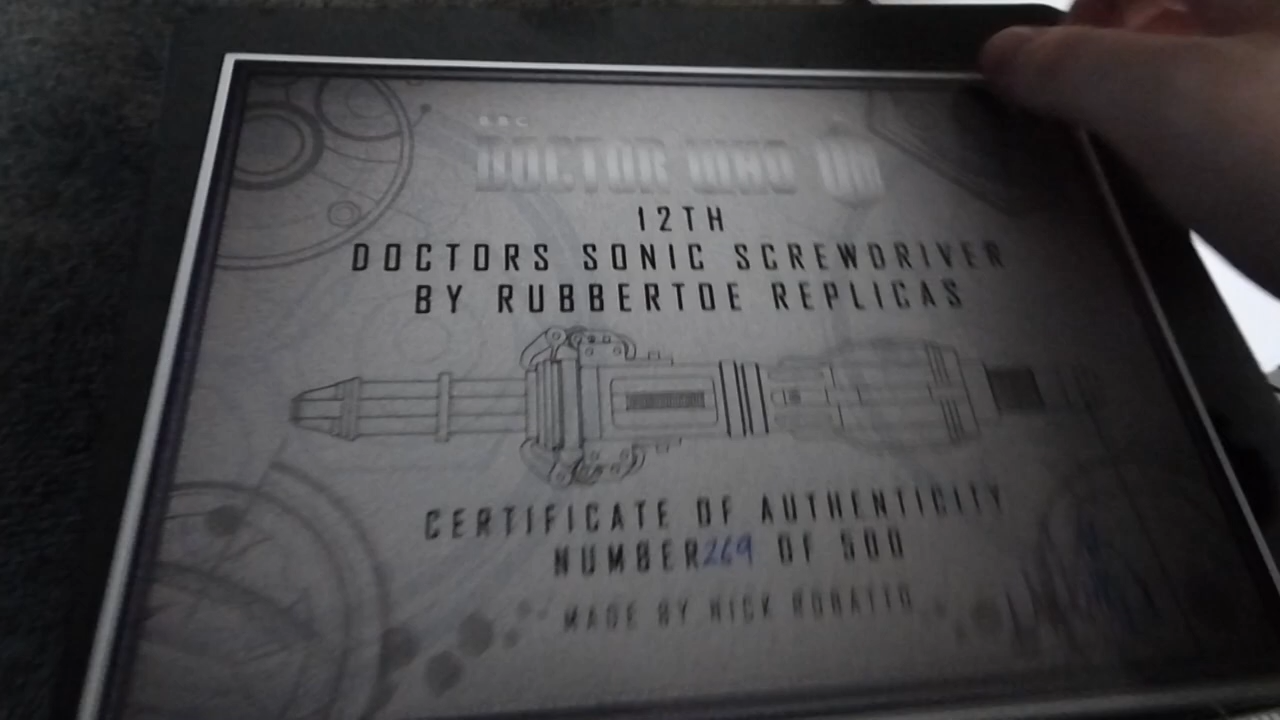 BBC
DOCTOR WHO
12TH
DOCTORS SONIC SCREWDRIVER
BY RUBBERTOE REPLICAS
CERTIFICATE OF AUTHENTICITY
NUMBER 269 OF 500
MADE BY NICK ROBATTO